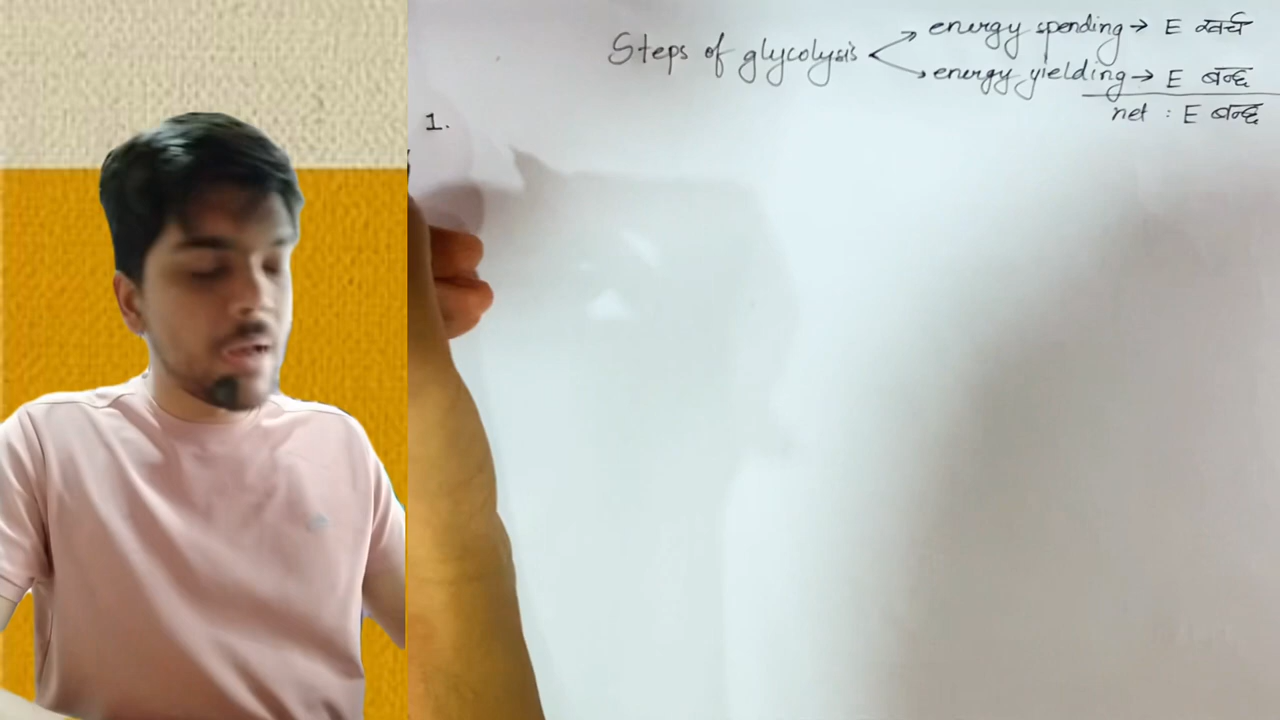 Steps of glycolysis
energy spending → E खर्च
energy yielding → E बन्छ
net : E बन्छ
1.